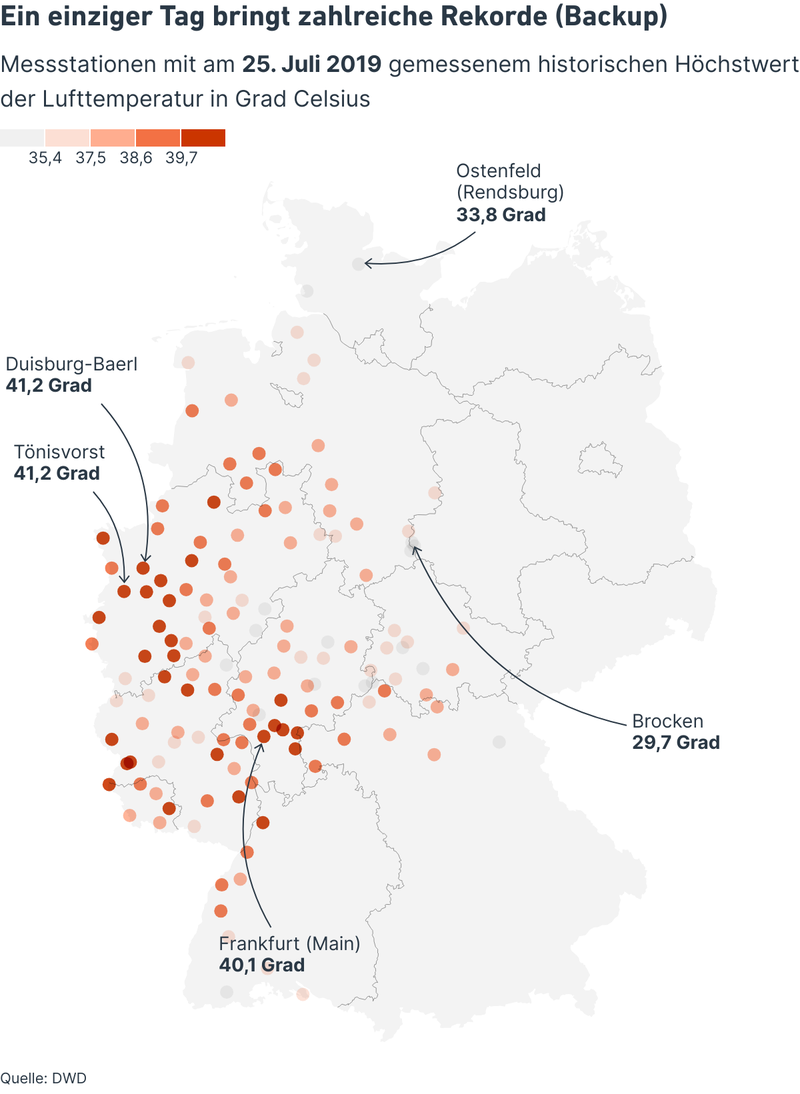 Ein einziger Tag bringt zahlreiche Rekorde (Backup)
Messstationen mit am 25. Juli 2019 gemessenem historischen Höchstwert
der Lufttemperatur in Grad Celsius
35,4 37,5 38,6 39,7
Ostenfeld
(Rendsburg)
33,8 Grad
Duisburg-Baerl
41,2 Grad
Tönisvorst
41,2 Grad
Brocken
29,7 Grad
Frankfurt (Main)
40,1 Grad
Quelle: DWD